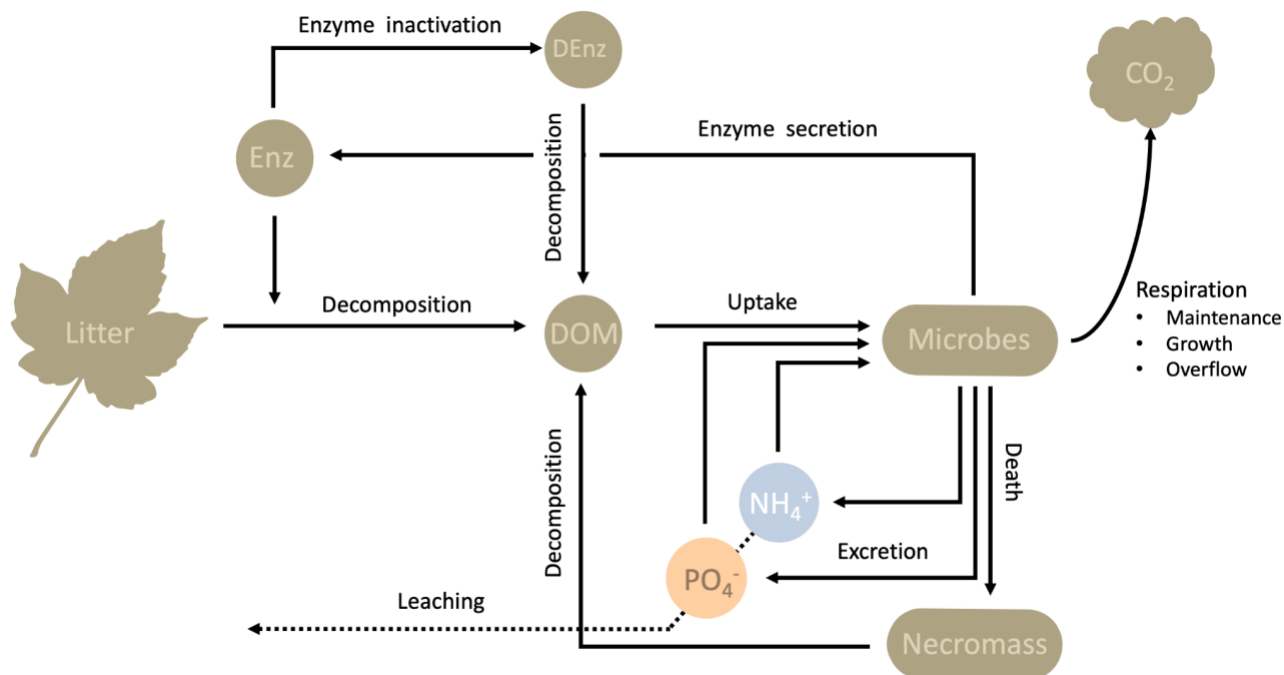 Enzyme inactivation
DEnz
CO₂
Enz
Decomposition
Enzyme secretion
Litter
Decomposition
DOM
Uptake
Microbes
Respiration
• Maintenance
• Growth
• Overflow
Decomposition
Death
NH₄⁺
Excretion
PO₄⁻
Leaching
Necromass